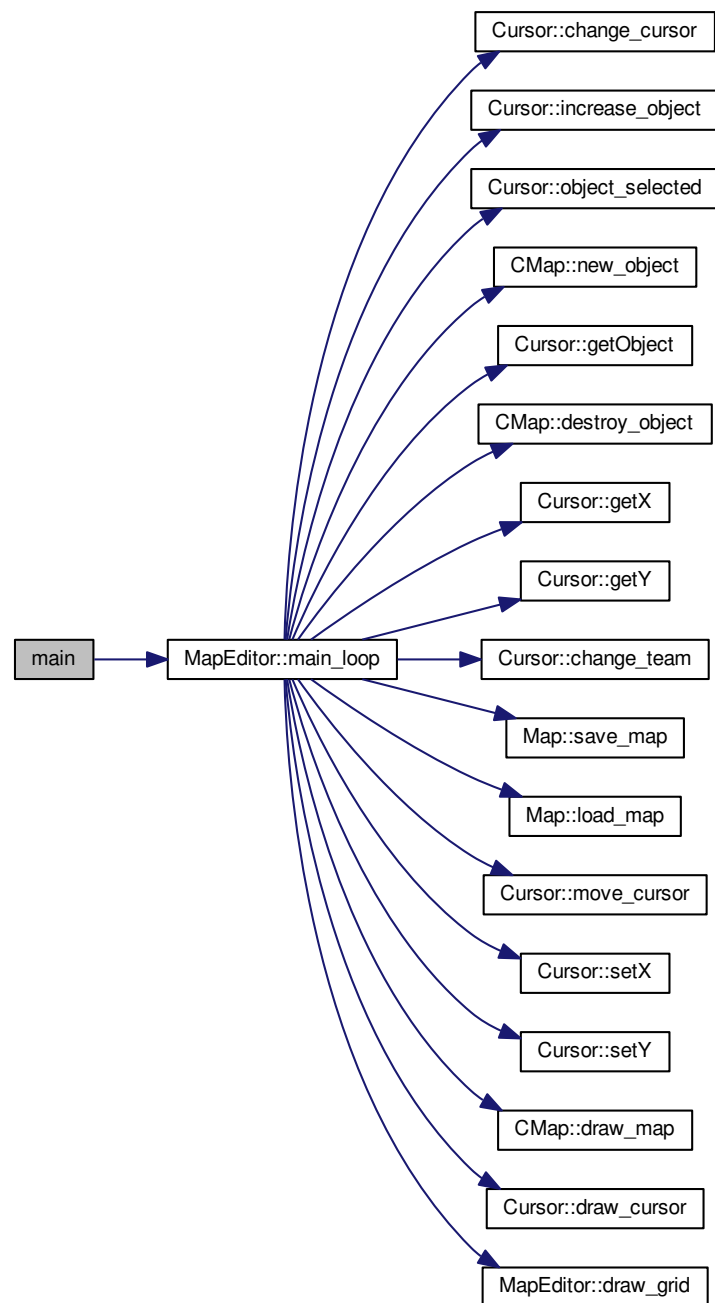 Cursor::change_cursor
Cursor::increase_object
Cursor::object_selected
CMap::new_object
Cursor::getObject
CMap::destroy_object
Cursor::getX
Cursor::getY
main
MapEditor::main_loop
Cursor::change_team
Map::save_map
Map::load_map
Cursor::move_cursor
Cursor::setX
Cursor::setY
CMap::draw_map
Cursor::draw_cursor
MapEditor::draw_grid